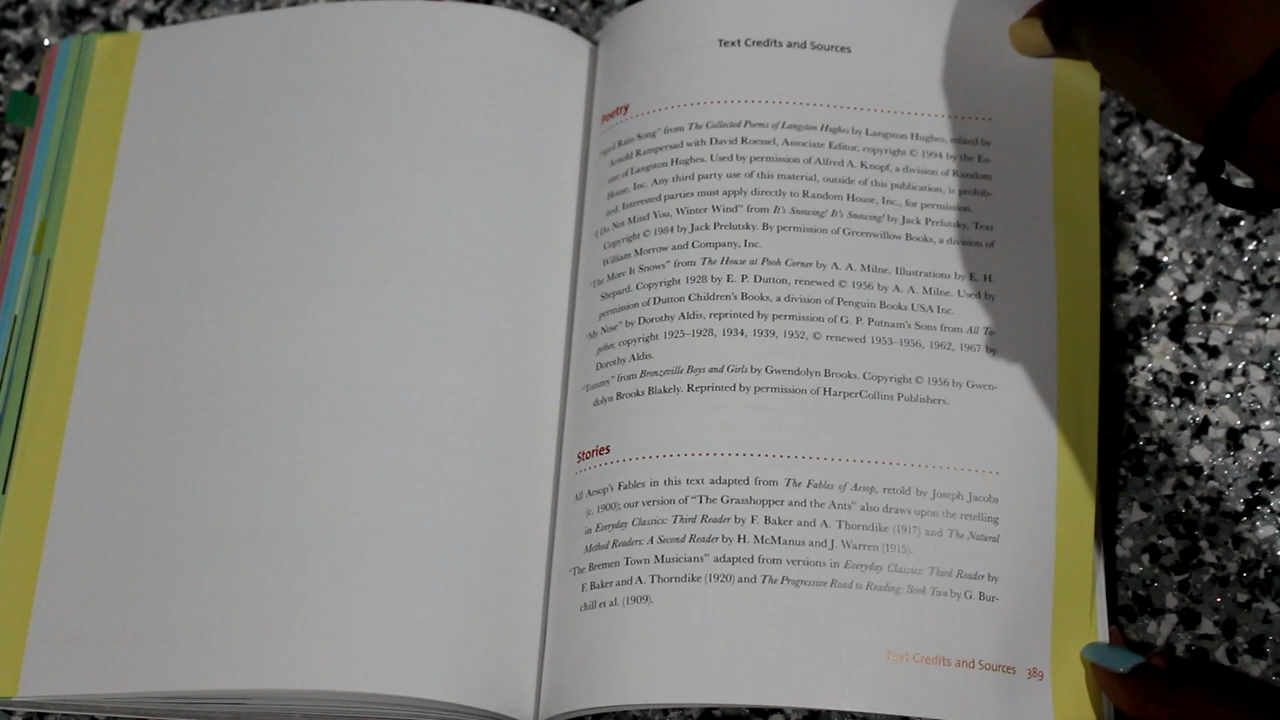 Text Credits and Sources
Poetry
"April Rain Song" from The Collected Poems of Langston Hughes by Langston Hughes, edited by
Arnold Rampersad with David Roessel, Associate Editor, copyright © 1994 by the Es-
tate of Langston Hughes. Used by permission of Alfred A. Knopf, a division of Random
House, Inc. Any third party use of this material, outside of this publication, is prohib-
ited. Interested parties must apply directly to Random House, Inc., for permission.
"I Do Not Mind You, Winter Wind" from It's Snowing! It's Snowing! by Jack Prelutsky, Text
Copyright © 1984 by Jack Prelutsky. By permission of Greenwillow Books, a division of
William Morrow and Company, Inc.
"The More It Snows" from The House at Pooh Corner by A. A. Milne. Illustrations by E. H.
Shepard. Copyright 1928 by E. P. Dutton, renewed © 1956 by A. A. Milne. Used by
permission of Dutton Children's Books, a division of Penguin Books USA Inc.
"My Nose" by Dorothy Aldis, reprinted by permission of G. P. Putnam's Sons from All To-
gether, copyright 1925–1928, 1934, 1939, 1952, © renewed 1953–1956, 1962, 1967 by
Dorothy Aldis.
"Tommy" from Bronzeville Boys and Girls by Gwendolyn Brooks. Copyright © 1956 by Gwen-
dolyn Brooks Blakely. Reprinted by permission of HarperCollins Publishers.
Stories
All Aesop's Fables in this text adapted from The Fables of Aesop, retold by Joseph Jacobs
(c. 1900); our version of "The Grasshopper and the Ants" also draws upon the retelling
in Everyday Classics: Third Reader by F. Baker and A. Thorndike (1917) and The Natural
Method Readers: A Second Reader by H. McManus and J. Warren (1915).
"The Bremen Town Musicians" adapted from versions in Everyday Classics: Third Reader by
F. Baker and A. Thorndike (1920) and The Progressive Road to Reading: Book Two by G. Bur-
chill et al. (1909).
Text Credits and Sources 389